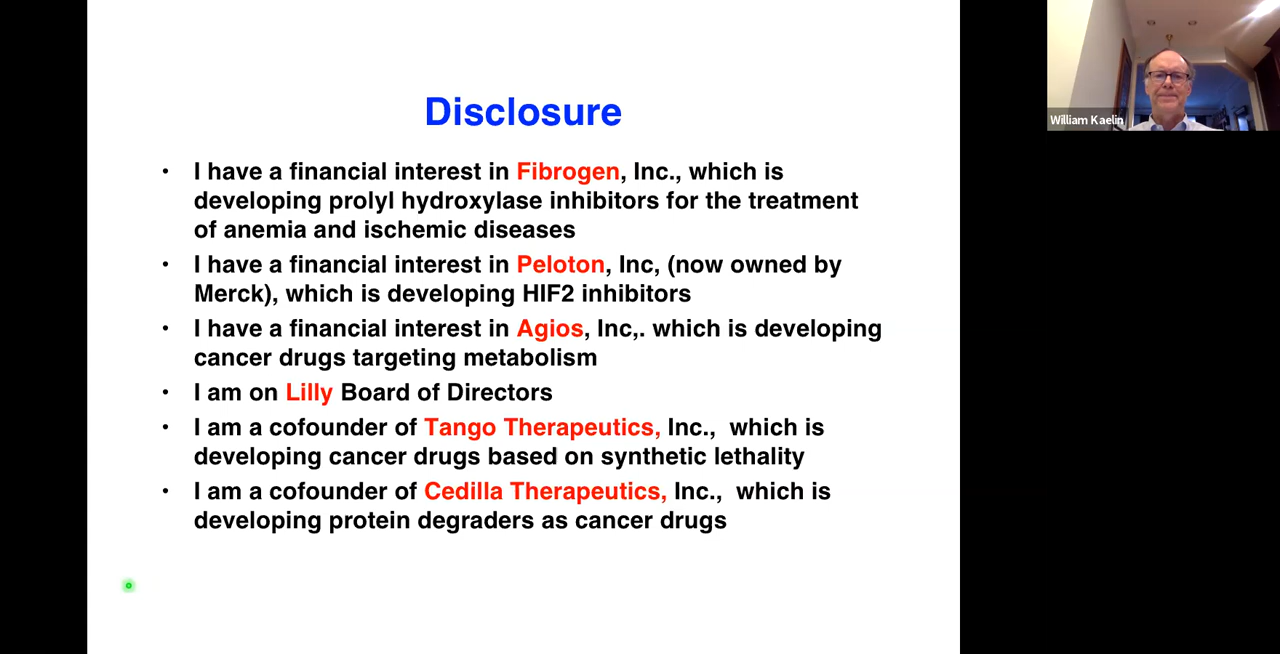 Disclosure
• I have a financial interest in Fibrogen, Inc., which is
developing prolyl hydroxylase inhibitors for the treatment
of anemia and ischemic diseases
• I have a financial interest in Peloton, Inc, (now owned by
Merck), which is developing HIF2 inhibitors
• I have a financial interest in Agios, Inc,. which is developing
cancer drugs targeting metabolism
• I am on Lilly Board of Directors
• I am a cofounder of Tango Therapeutics, Inc., which is
developing cancer drugs based on synthetic lethality
• I am a cofounder of Cedilla Therapeutics, Inc., which is
developing protein degraders as cancer drugs
William Kaelin